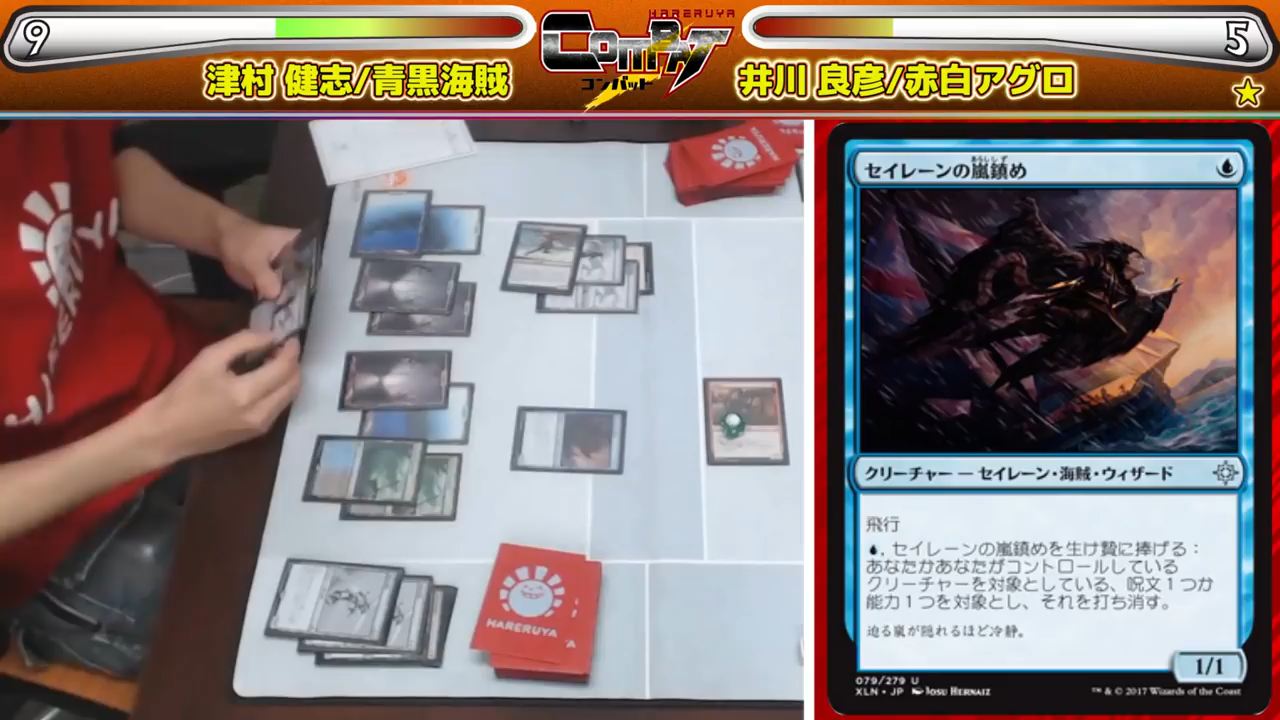 9
HARERUYA
COMBAT
コンバット
5
津村 健志/青黒海賊
井川 良彦/赤白アグロ
セイレーンの嵐鎮め
あらししず
クリーチャー — セイレーン・海賊・ウィザード
飛行
, セイレーンの嵐鎮めを生け贄に捧げる：
あなたかあなたがコントロールしている
クリーチャーを対象としている、呪文１つか
能力１つを対象とし、それを打ち消す。
迫る嵐が隠れるほど冷静。
1/1
079/279 U
XLN • JP Josu Hernaiz
™ & © 2017 Wizards of the Coast
HARERUYA